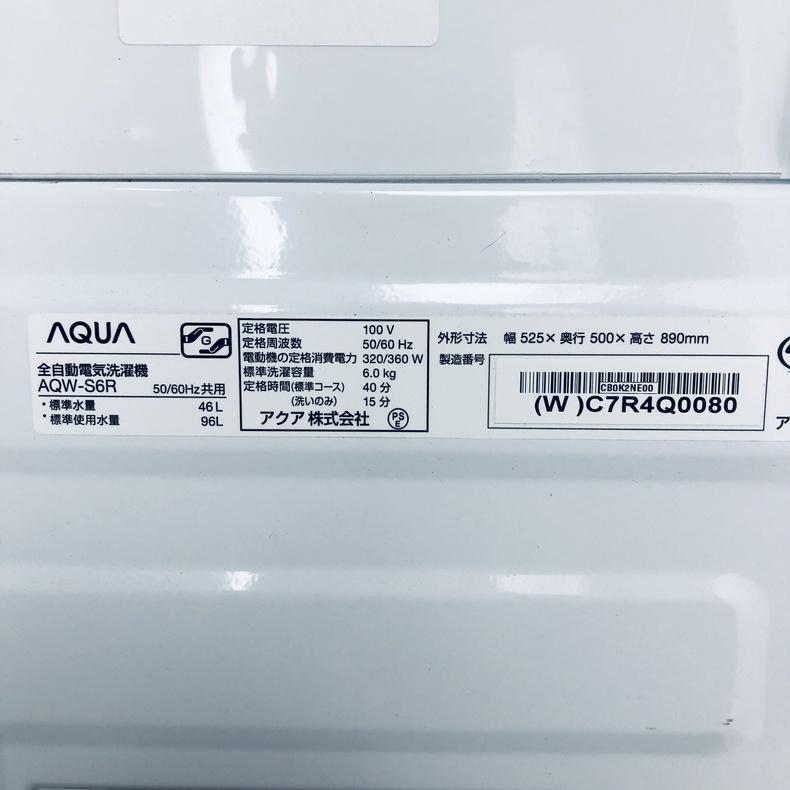 AQUA
G
全自動電気洗濯機
AQW-S6R 50/60Hz共用
・標準水量 46L
・標準使用水量 96L
定格電圧 100 V
定格周波数 50/60 Hz
電動機の定格消費電力 320/360 W
標準洗濯容量 6.0 kg
定格時間(標準コース) 40 分
(洗いのみ) 15 分
アクア 株式会社 PSE
外形寸法 幅 525× 奥行 500× 高さ 890mm
製造番号
CB0K2NE00
(W )C7R4Q0080
ア